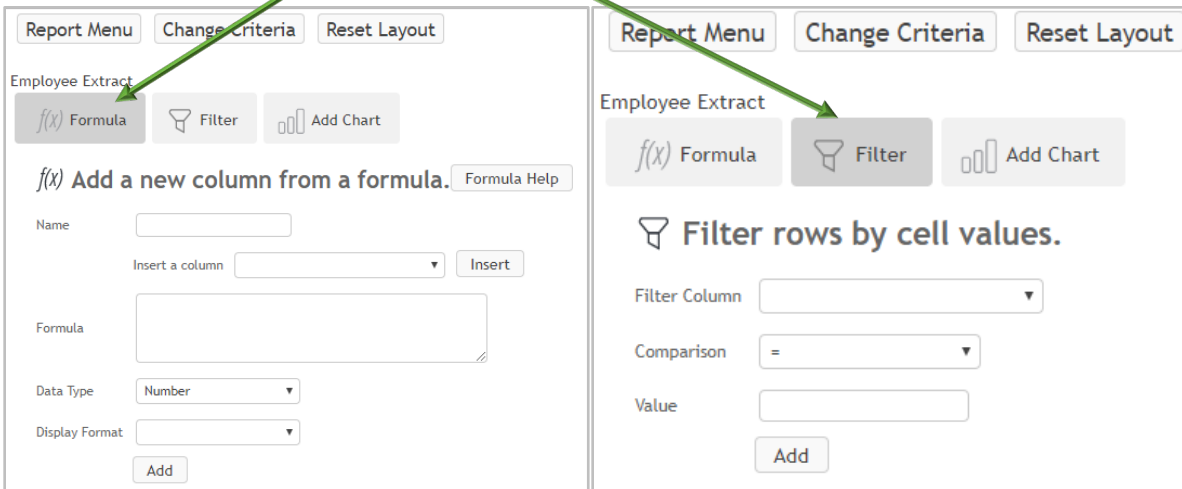 Report Menu Change Criteria Reset Layout
Employee Extract
f(x) Formula Filter Add Chart
f(x) Add a new column from a formula. Formula Help
Name
Insert a column Insert
Formula
Data Type Number
Display Format
Add
Report Menu Change Criteria Reset Layout
Employee Extract
f(x) Formula Filter Add Chart
Filter rows by cell values.
Filter Column
Comparison =
Value
Add